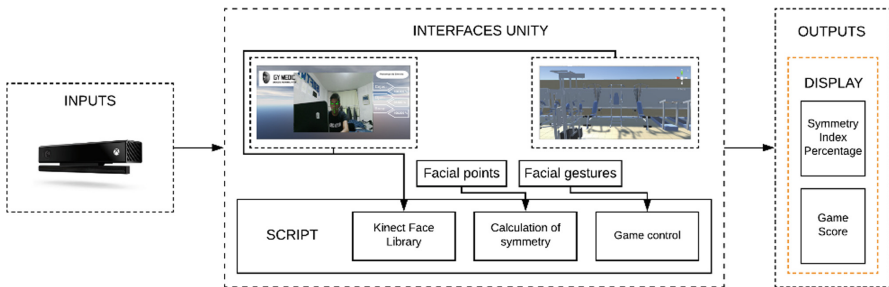 INPUTS
INTERFACES UNITY
GY MEDIC
Facial points
Facial gestures
SCRIPT
Kinect Face
Library
Calculation of
symmetry
Game control
OUTPUTS
DISPLAY
Symmetry
Index
Percentage
Game
Score